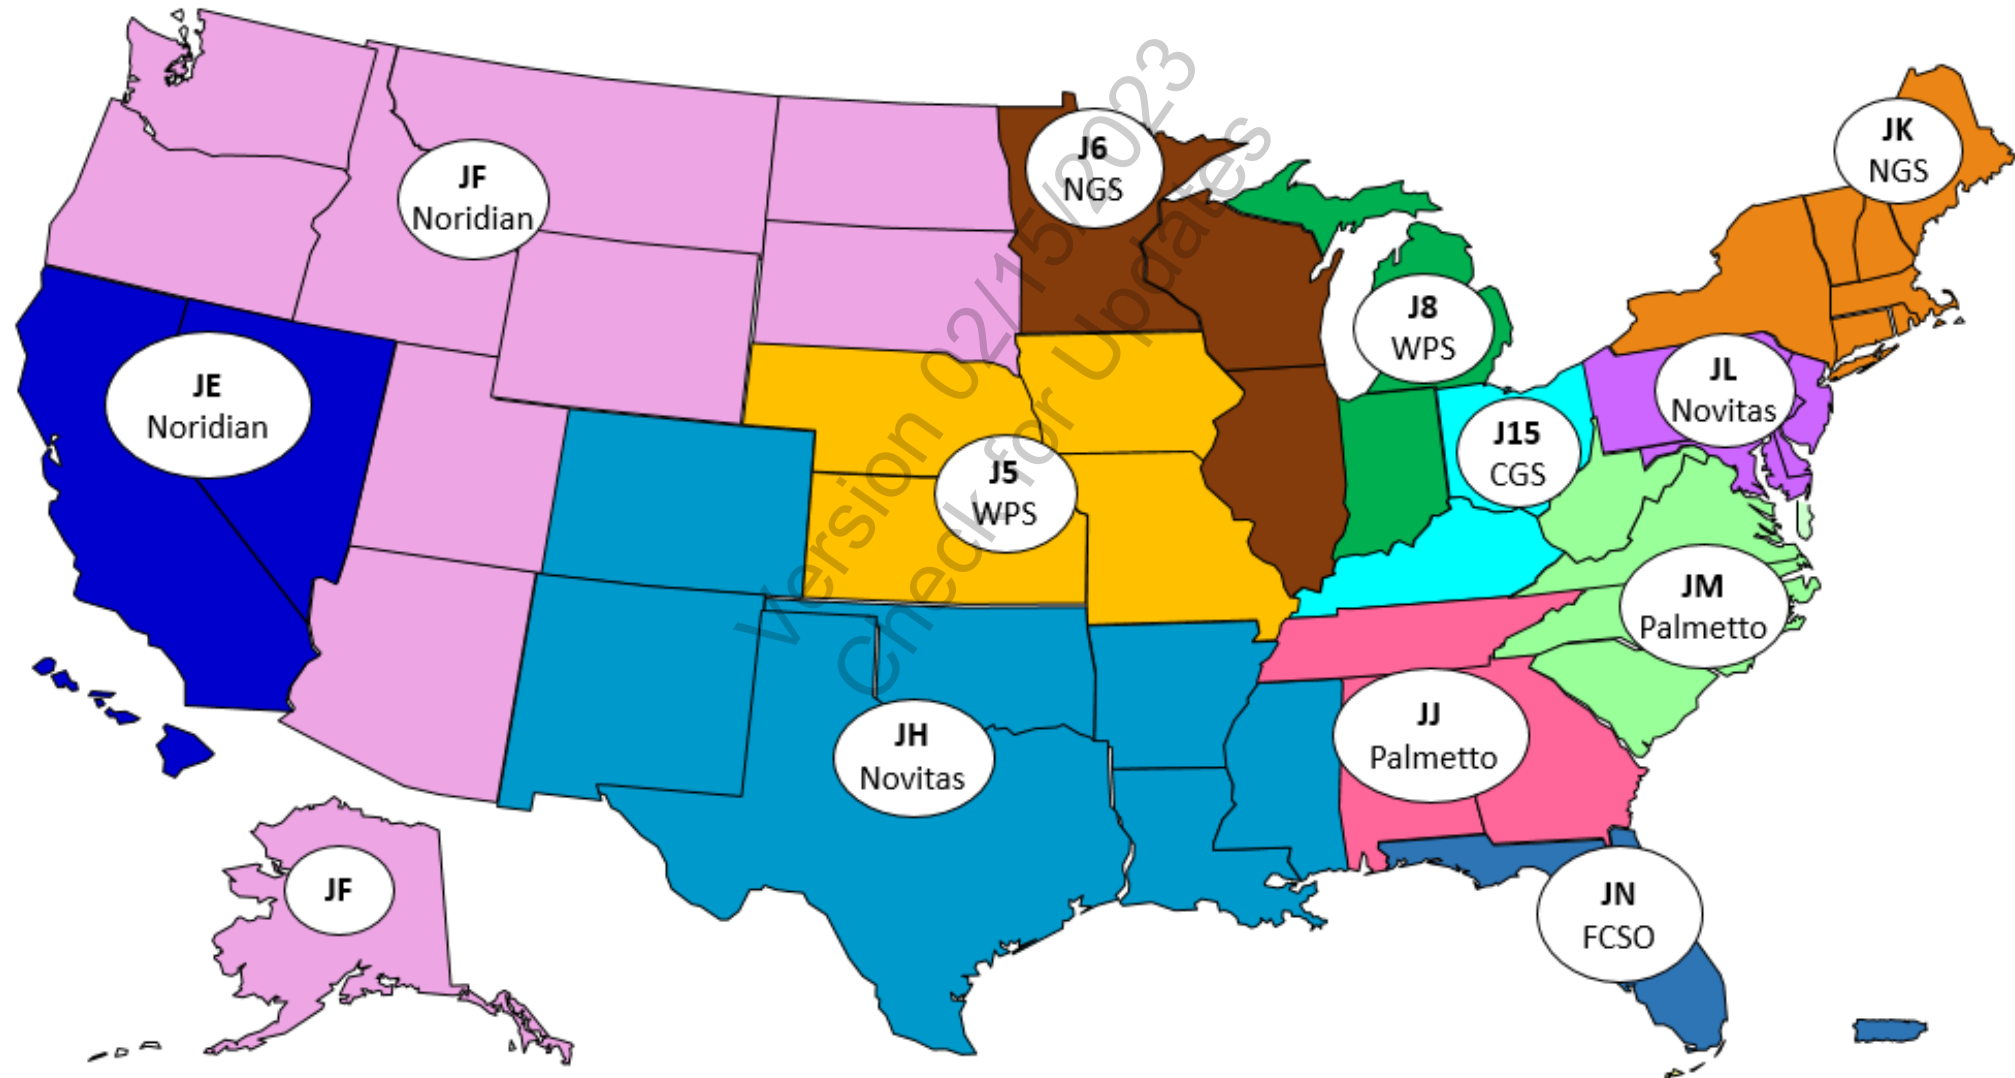 JF
Noridian
J6
NGS
JK
NGS
JE
Noridian
J8
WPS
JL
Novitas
J15
CGS
J5
WPS
JM
Palmetto
JH
Novitas
JJ
Palmetto
JF
JN
FCSO
Version 02/15/2023
Check for Updates